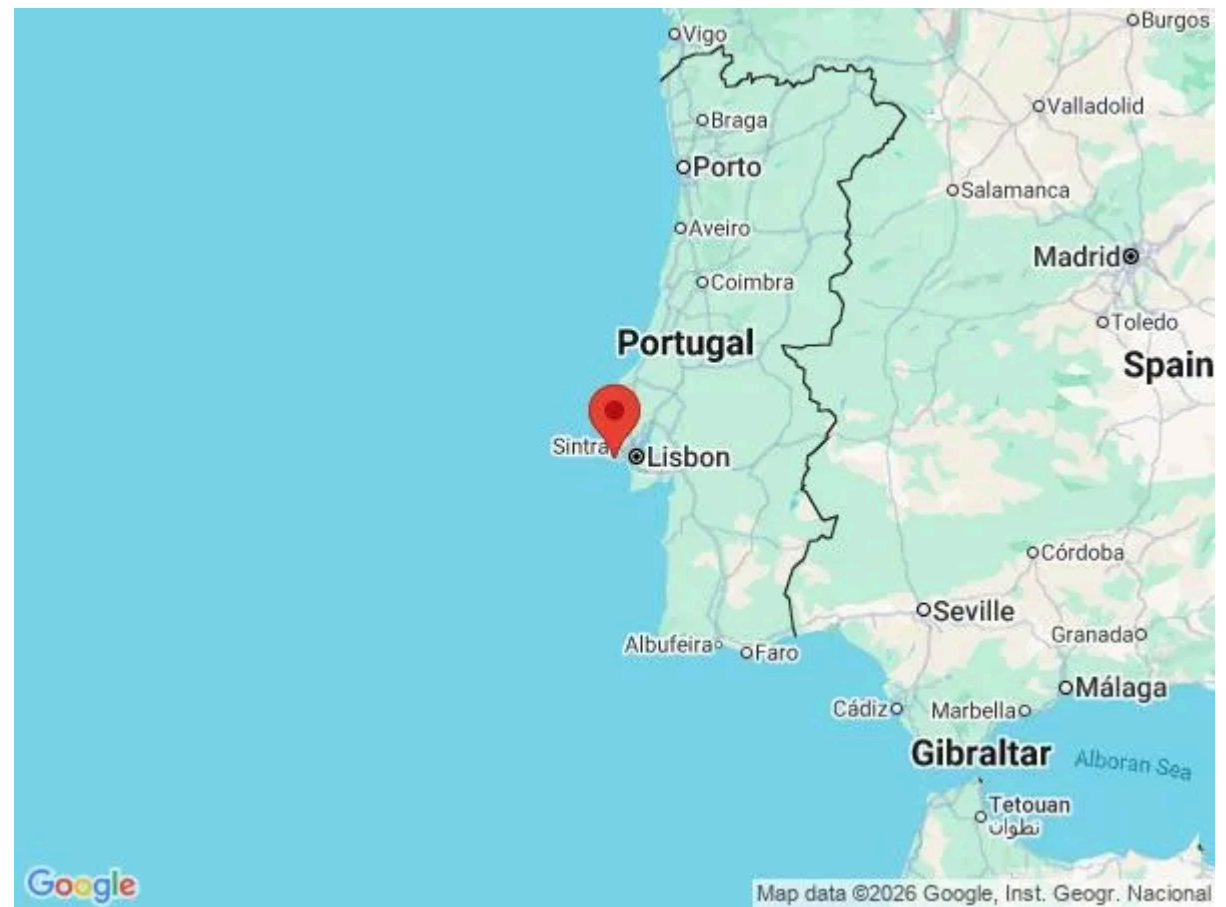 Burgos
Vigo
Valladolid
Braga
Porto
Salamanca
Aveiro
Madrid
Coimbra
Toledo
Portugal
Spain
Sintra
Lisbon
Córdoba
Seville
Granada
Albufeira
Faro
Málaga
Cádiz
Marbella
Gibraltar
Alboran Sea
Tetouan
تطوان
Google
Map data ©2026 Google, Inst. Geogr. Nacional